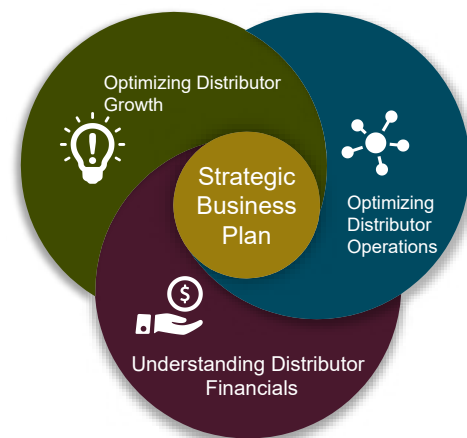 Optimizing Distributor
Growth
Strategic
Business
Plan
Optimizing
Distributor
Operations
$
Understanding Distributor
Financials